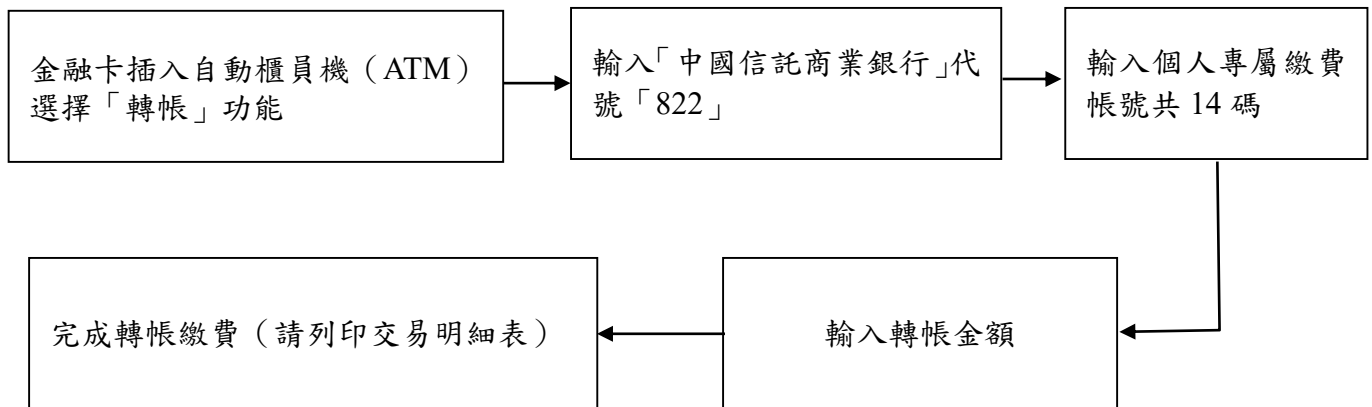 金融卡插入自動櫃員機（ATM）
選擇「轉帳」功能
輸入「中國信託商業銀行」代
號「822」
輸入個人專屬繳費
帳號共 14 碼
輸入轉帳金額
完成轉帳繳費（請列印交易明細表）